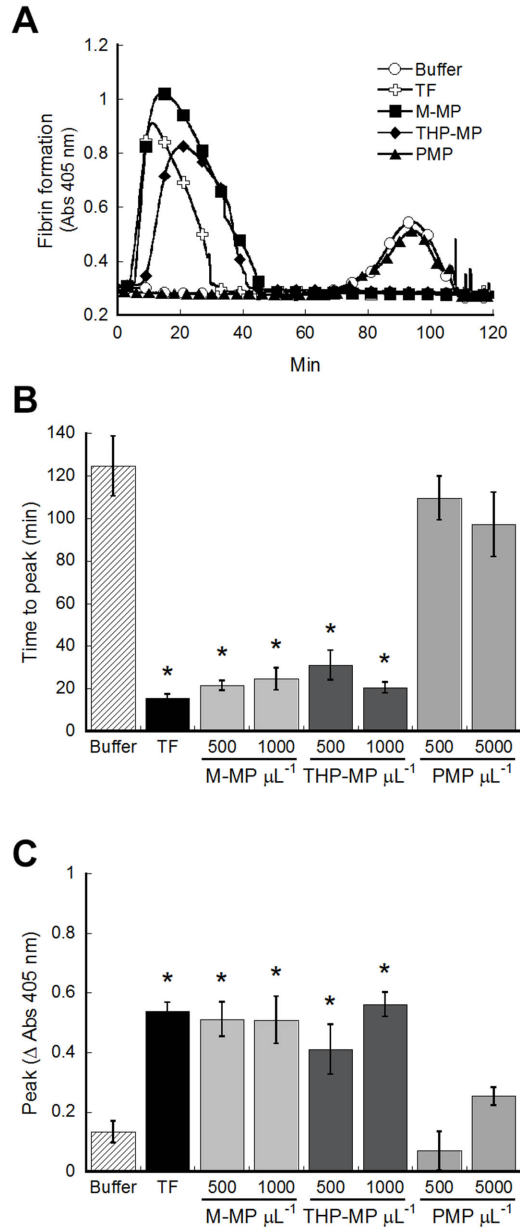 A
1.2
1
0.8
0.6
0.4
0.2
Fibrin formation
(Abs 405 nm)
Buffer
TF
M-MP
THP-MP
PMP
0 20 40 60 80 100 120
Min
B
140
120
100
80
60
40
20
0
Time to peak (min)
* * * * *
Buffer TF 500 1000 500 1000 500 5000
M-MP μL⁻¹ THP-MP μL⁻¹ PMP μL⁻¹
C
1
0.8
0.6
0.4
0.2
0
Peak (Δ Abs 405 nm)
* * * * *
Buffer TF 500 1000 500 1000 500 5000
M-MP μL⁻¹ THP-MP μL⁻¹ PMP μL⁻¹